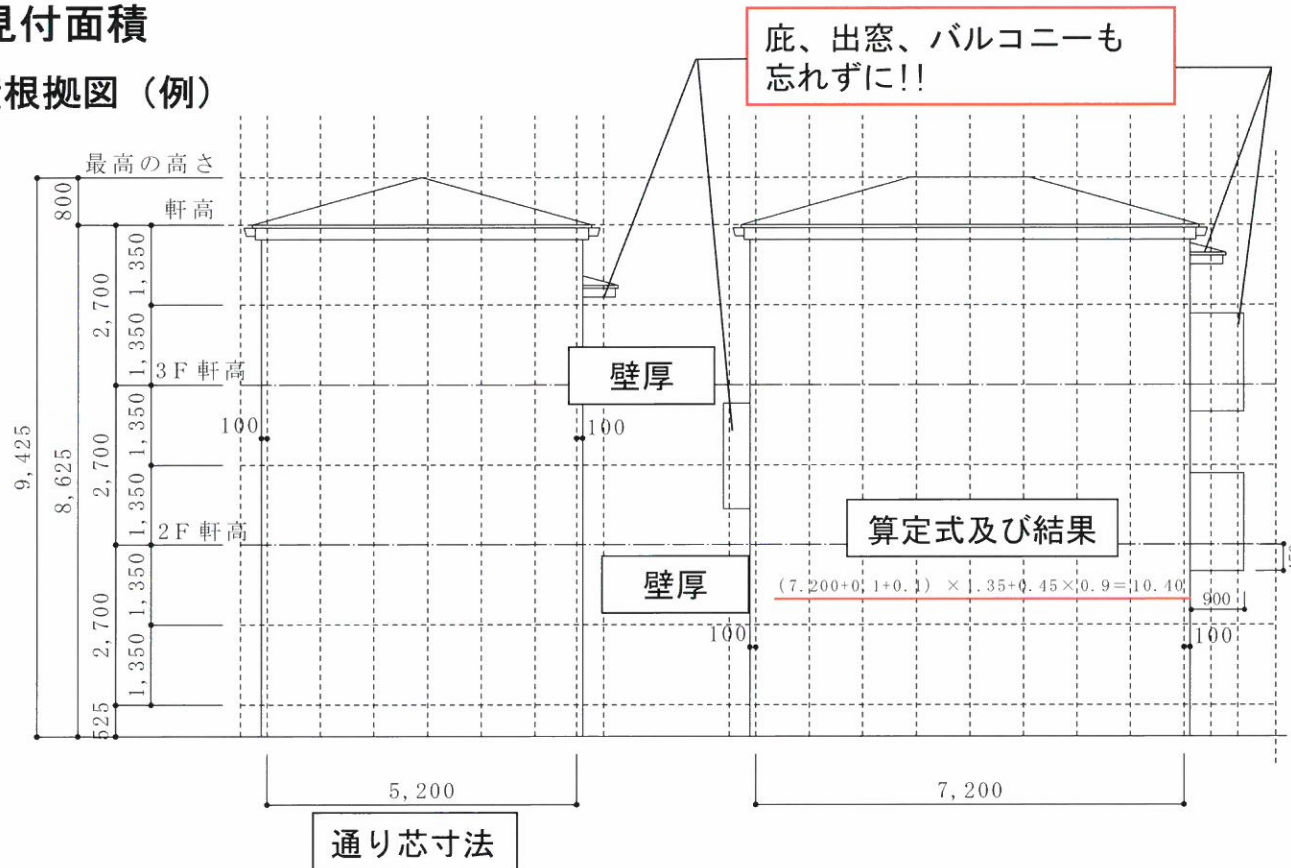 見付面積
根拠図（例）
庇、出窓、バルコニーも
忘れずに!!
最高の高さ
800
軒高
1,350
2,700
1,350
3F軒高
壁厚
100
100
1,350
2,700
1,350
9,425
8,625
2F軒高
算定式及び結果
壁厚
(7.200+0.1+0.1) ×1.35+0.45×0.9=10.40
900
1,350
2,700
1,350
100
100
525
5,200
7,200
通り芯寸法